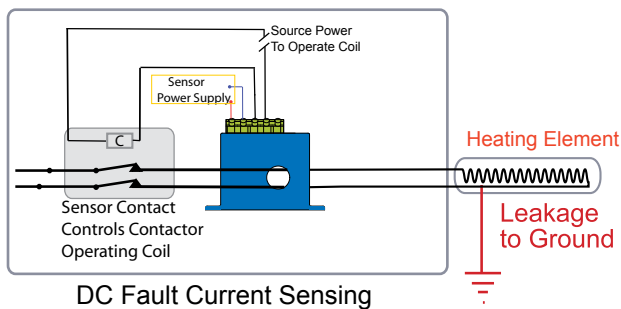 Source Power
To Operate Coil
Sensor
Power Supply
C
Heating Element
Sensor Contact
Controls Contactor
Operating Coil
Leakage
to Ground
DC Fault Current Sensing